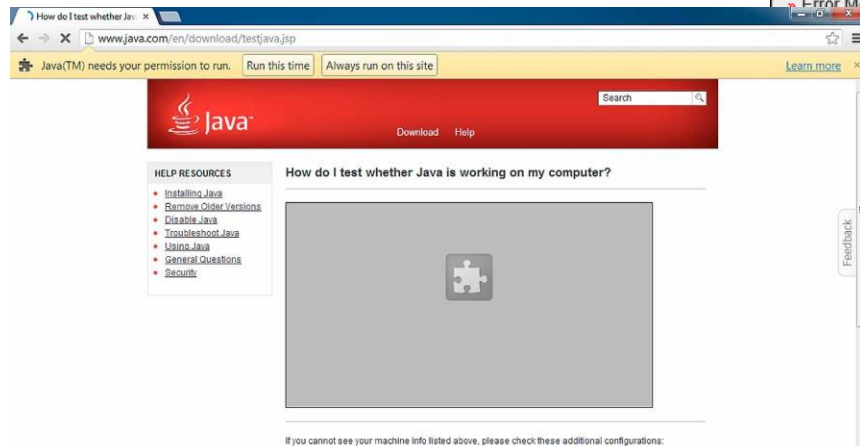 Error M
How do I test whether Jav
www.java.com/en/download/testjava.jsp
Java(TM) needs your permission to run. Run this time Always run on this site Learn more
Java™
Search
Download Help
HELP RESOURCES
Installing Java
Remove Older Versions
Disable Java
Troubleshoot Java
Using Java
General Questions
Security
How do I test whether Java is working on my computer?
Feedback
If you cannot see your machine info listed above, please check these additional configurations: